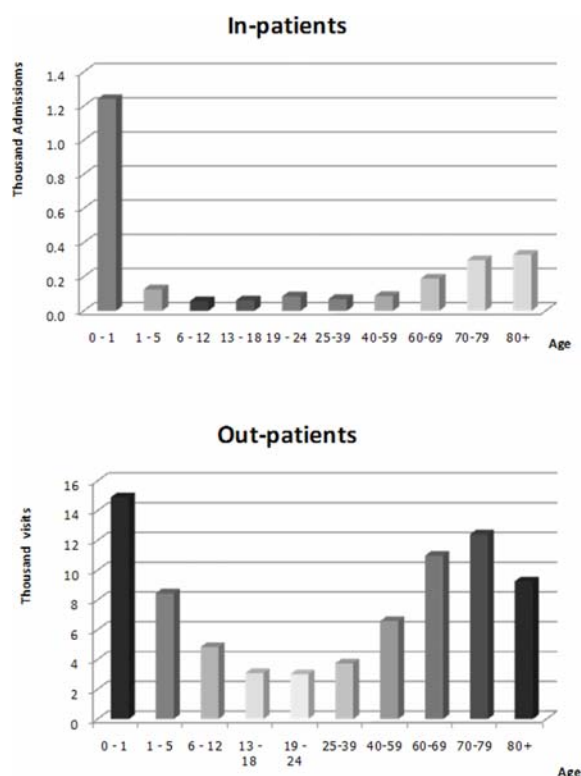 In-patients
Thousand Admissioms
1.4
1.2
1.0
0.8
0.6
0.4
0.2
0.0
0 - 1 1 - 5 6 - 12 13 - 18 19 - 24 25-39 40-59 60-69 70-79 80+
Age
Out-patients
Thousand visits
16
14
12
10
8
6
4
2
0
0 - 1 1 - 5 6 - 12 13 - 18 19 - 24 25-39 40-59 60-69 70-79 80+
Age